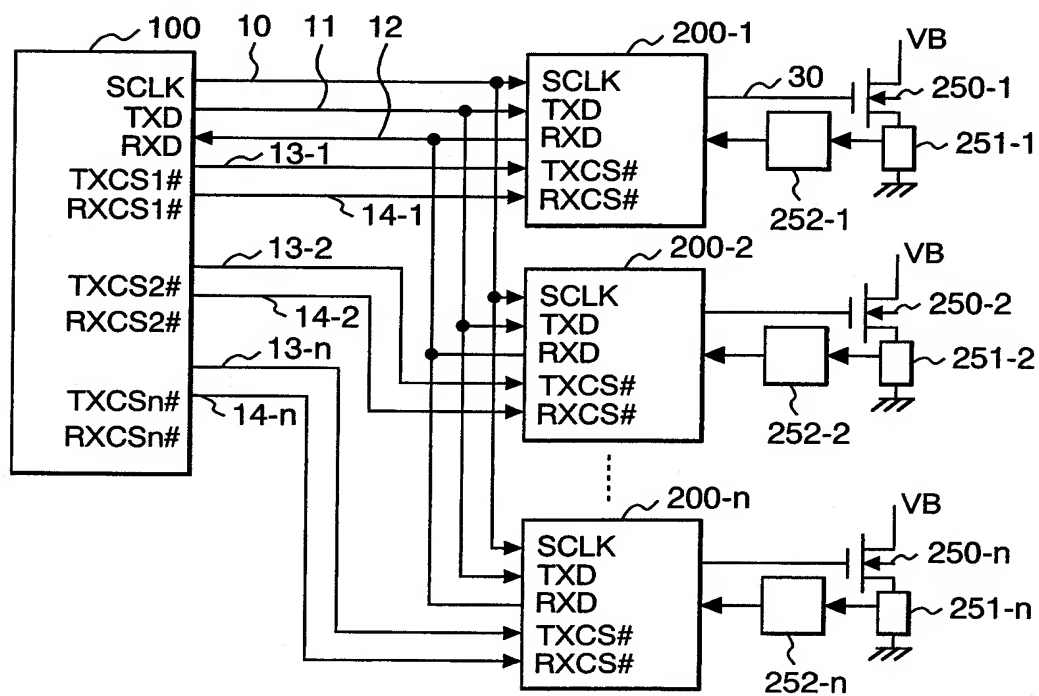 100
10
11
12
SCLK
TXD
RXD
TXCS1#
RXCS1#
13-1
14-1
TXCS2#
RXCS2#
13-2
14-2
TXCSn#
RXCSn#
13-n
14-n
200-1
SCLK
TXD
RXD
TXCS#
RXCS#
30
VB
250-1
251-1
252-1
200-2
SCLK
TXD
RXD
TXCS#
RXCS#
VB
250-2
251-2
252-2
200-n
SCLK
TXD
RXD
TXCS#
RXCS#
VB
250-n
251-n
252-n